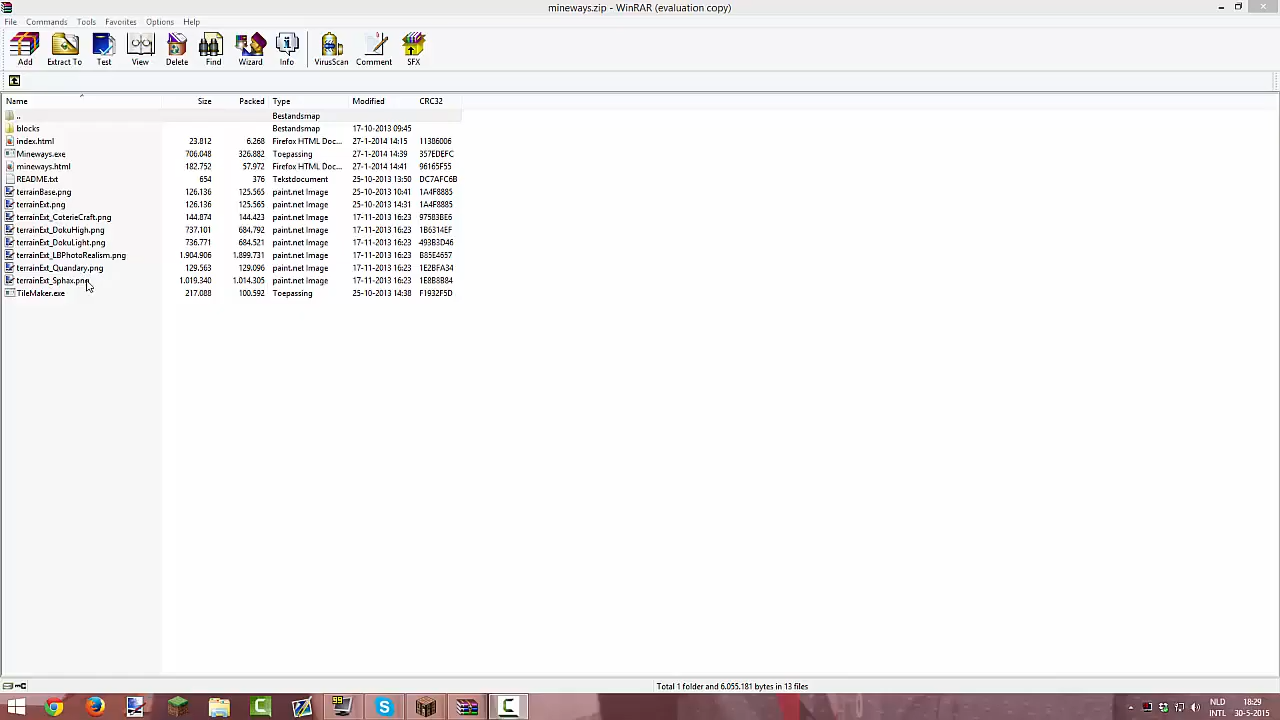 mineways.zip - WinRAR (evaluation copy)
File Commands Tools Favorites Options Help
Add Extract To Test View Delete Find Wizard Info VirusScan Comment SFX
Name Size Packed Type Modified CRC32
.. Bestandsmap
blocks Bestandsmap 17-10-2013 09:45
index.html 23.812 6.268 Firefox HTML Doc... 27-1-2014 14:15 11386006
Mineways.exe 706.048 326.882 Toepassing 27-1-2014 14:39 357EDEFC
mineways.html 182.752 57.972 Firefox HTML Doc... 27-1-2014 14:41 96165F55
README.txt 654 376 Tekstdocument 25-10-2013 13:50 DC7AFC6B
terrainBase.png 126.136 125.565 paint.net Image 25-10-2013 10:41 1A4F8885
terrainExt.png 126.136 125.565 paint.net Image 25-10-2013 14:31 1A4F8885
terrainExt_CoterieCraft.png 144.874 144.423 paint.net Image 17-11-2013 16:23 97583BE6
terrainExt_DokuHigh.png 737.101 684.792 paint.net Image 17-11-2013 16:23 1B6314EF
terrainExt_DokuLight.png 736.771 684.521 paint.net Image 17-11-2013 16:23 493B3D46
terrainExt_LBPhotoRealism.png 1.904.906 1.899.731 paint.net Image 17-11-2013 16:23 B85E4657
terrainExt_Quandary.png 129.563 129.096 paint.net Image 17-11-2013 16:23 1E2BFA34
terrainExt_Sphax.png 1.019.340 1.014.305 paint.net Image 17-11-2013 16:23 1E8B8B84
TileMaker.exe 217.088 100.592 Toepassing 25-10-2013 14:38 F1932F5D
Total 1 folder and 6.055.181 bytes in 13 files
NLD 18:29
INTL 30-5-2015